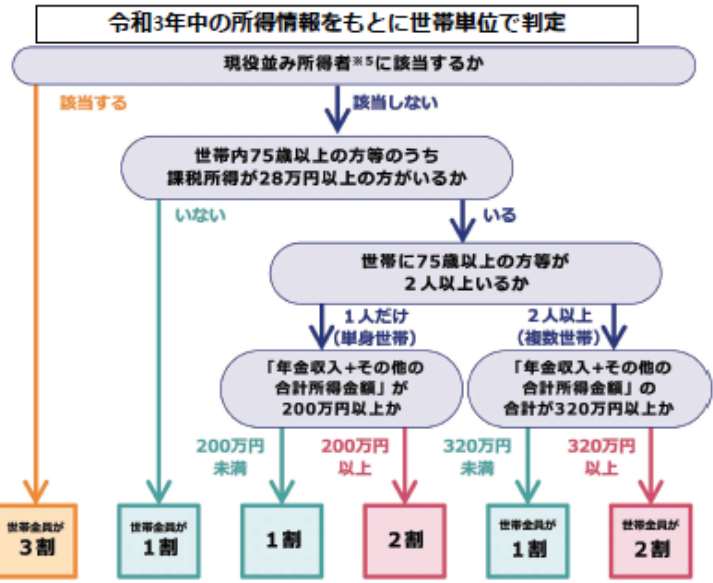 令和3年中の所得情報をもとに世帯単位で判定
現役並み所得者※5に該当するか
該当する
該当しない
世帯内75歳以上の方等のうち
課税所得が28万円以上の方がいるか
いない
いる
世帯に75歳以上の方等が
2人以上いるか
1人だけ
(単身世帯)
2人以上
(複数世帯)
「年金収入+その他の
合計所得金額」が
200万円以上か
「年金収入+その他の
合計所得金額」の
合計が320万円以上か
200万円
未満
200万円
以上
320万円
未満
320万円
以上
世帯全員が
3割
世帯全員が
1割
1割
2割
世帯全員が
1割
世帯全員が
2割